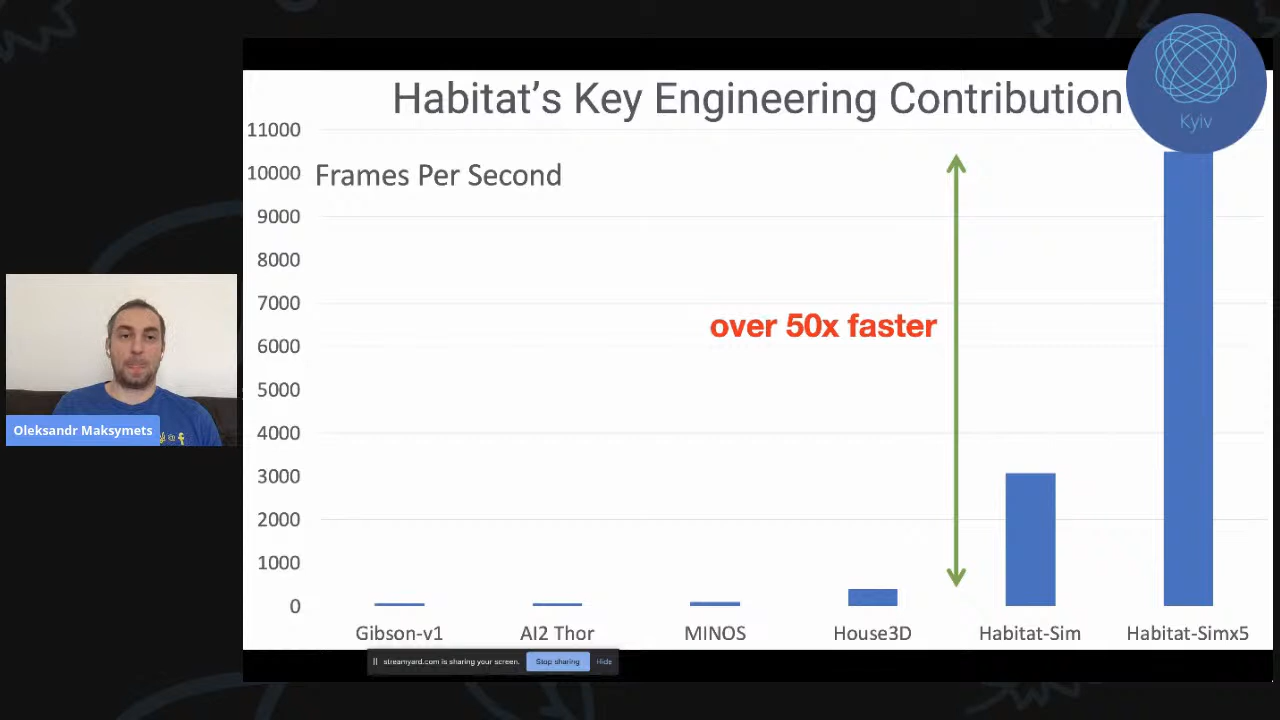 Habitat's Key Engineering Contribution
Kyiv
11000
10000
Frames Per Second
9000
8000
7000
over 50x faster
6000
5000
4000
3000
2000
1000
0
Gibson-v1
AI2 Thor
MINOS
House3D
Habitat-Sim
Habitat-Simx5
Oleksandr Maksymets
streamyard.com is sharing your screen.
Stop sharing
Hide